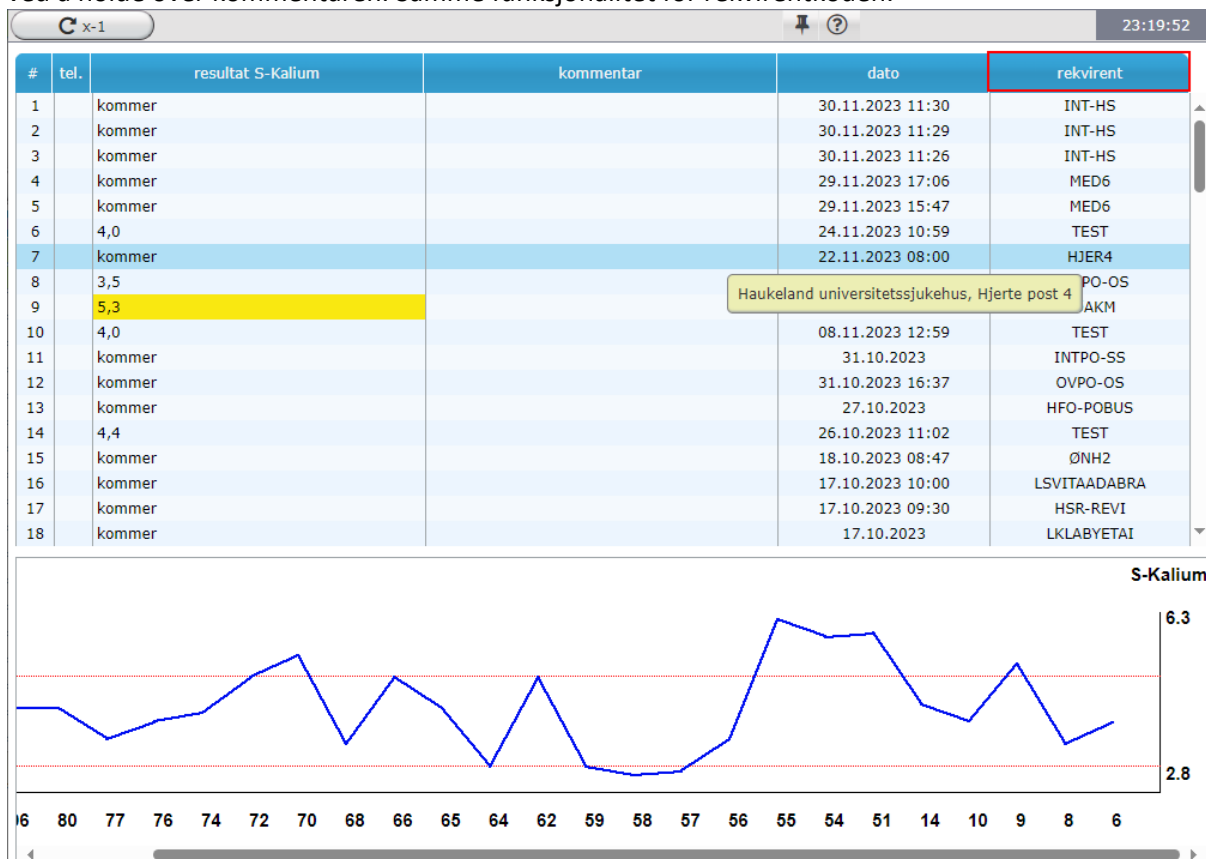 x-1 23:19:52
# tel. resultat S-Kalium kommentar dato rekvirent
1 kommer 30.11.2023 11:30 INT-HS
2 kommer 30.11.2023 11:29 INT-HS
3 kommer 30.11.2023 11:26 INT-HS
4 kommer 29.11.2023 17:06 MED6
5 kommer 29.11.2023 15:47 MED6
6 4,0 24.11.2023 10:59 TEST
7 kommer 22.11.2023 08:00 HJER4
8 3,5 PO-OS
Haukeland universitetssjukehus, Hjerte post 4
9 5,3 AKM
10 4,0 08.11.2023 12:59 TEST
11 kommer 31.10.2023 INTPO-SS
12 kommer 31.10.2023 16:37 OVPO-OS
13 kommer 27.10.2023 HFO-POBUS
14 4,4 26.10.2023 11:02 TEST
15 kommer 18.10.2023 08:47 ØNH2
16 kommer 17.10.2023 10:00 LSVITAADABRA
17 kommer 17.10.2023 09:30 HSR-REVI
18 kommer 17.10.2023 LKLABYETAI
S-Kalium
6.3
2.8
6 80 77 76 74 72 70 68 66 65 64 62 59 58 57 56 55 54 51 14 10 9 8 6